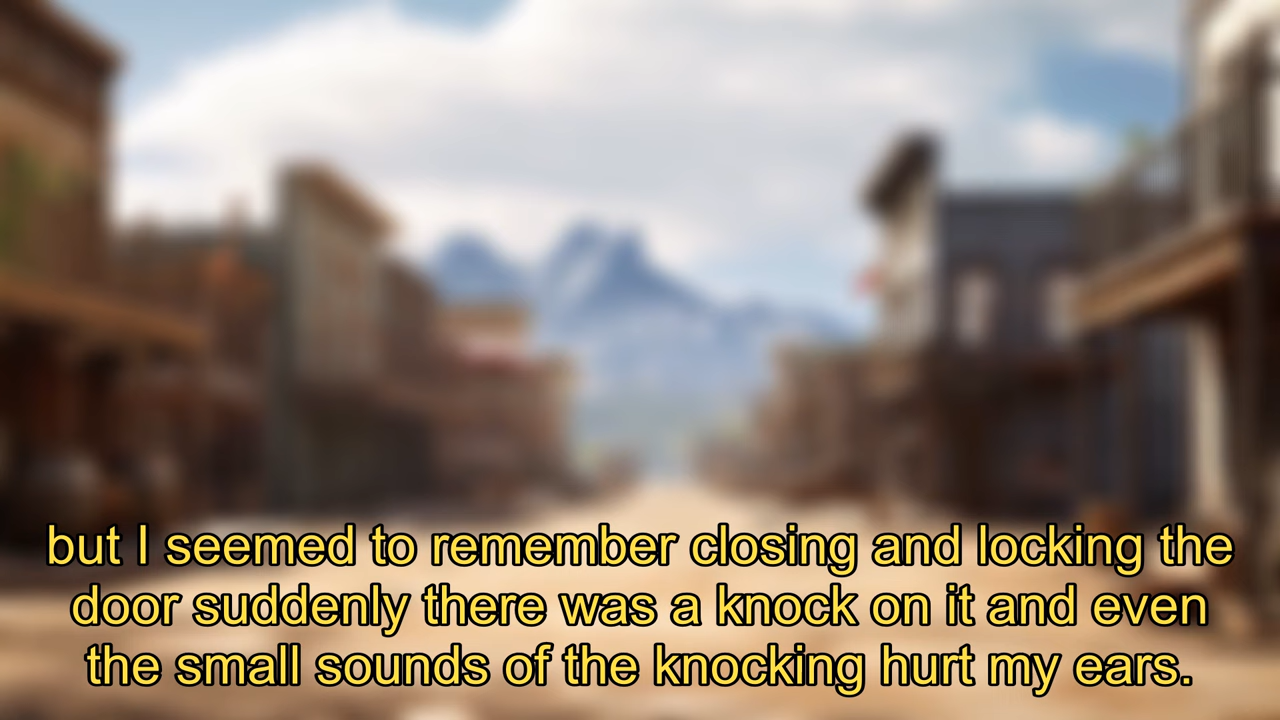 but I seemed to remember closing and locking the
door suddenly there was a knock on it and even
the small sounds of the knocking hurt my ears.